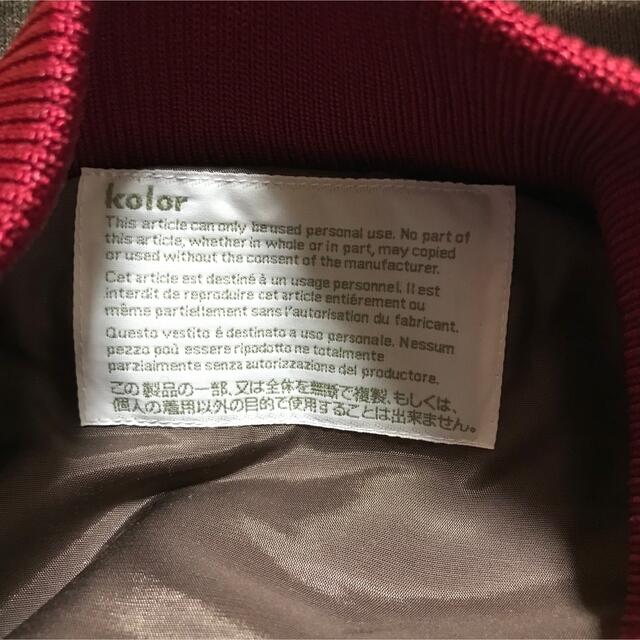 kolor
This article can only be used personal use. No part of
this article, whether in whole or in part, may copied
or used without the consent of the manufacturer.
Cet article est destiné à un usage personnel. Il est
interdit de reproduire cet article entiérement ou
même partiellement sans l'autorisation du fabricant.
Questo vestito é destinato a uso personale. Nessum
pezzo poù essere ripodotto ne totalmente
parzialmente senza autorizzazione del productore.
この製品の一部、又は全体を無断で複製、もしくは、
個人の着用以外の目的で使用することは出来ません。